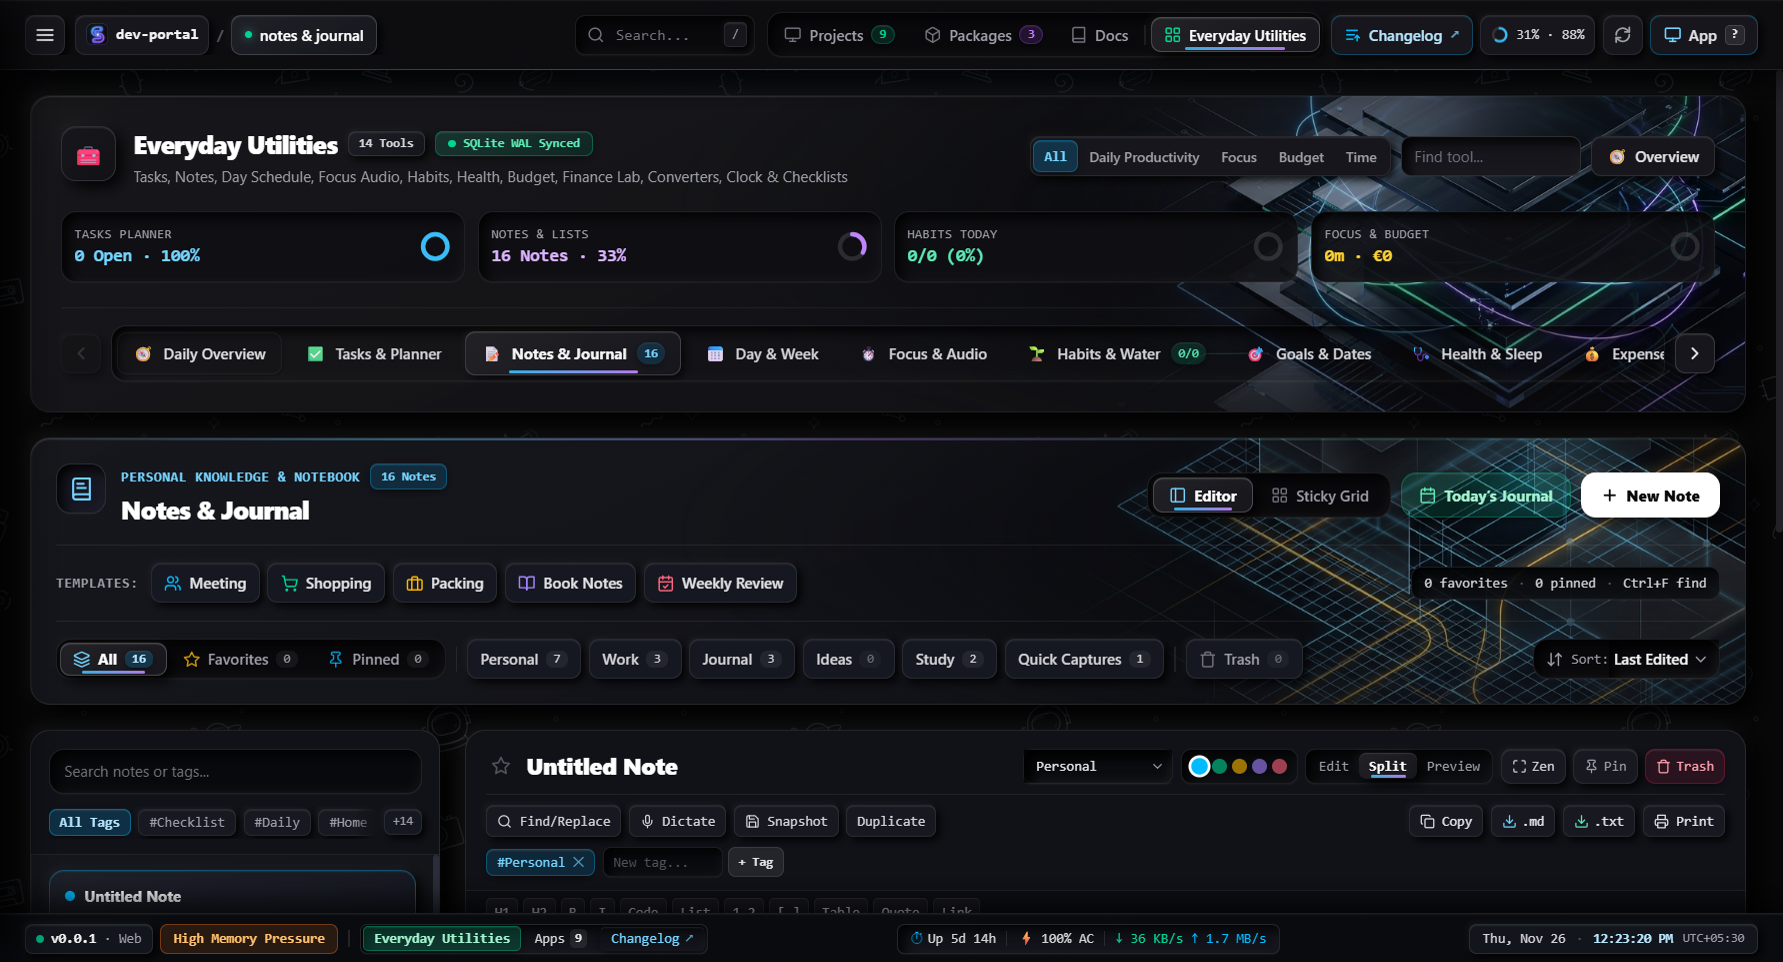 dev-portal / notes & journal
Search... /
Projects 9
Packages 3
Docs
Everyday Utilities
Changelog ↗
31% · 88%
App ?
Everyday Utilities
14 Tools
SQLite WAL Synced
Tasks, Notes, Day Schedule, Focus Audio, Habits, Health, Budget, Finance Lab, Converters, Clock & Checklists
All
Daily Productivity
Focus
Budget
Time
Find tool...
Overview
TASKS PLANNER
0 Open · 100%
NOTES & LISTS
16 Notes · 33%
HABITS TODAY
0/0 (0%)
FOCUS & BUDGET
0m · €0
Daily Overview
Tasks & Planner
Notes & Journal 16
Day & Week
Focus & Audio
Habits & Water 0/0
Goals & Dates
Health & Sleep
Expense
PERSONAL KNOWLEDGE & NOTEBOOK
16 Notes
Notes & Journal
Editor
Sticky Grid
Today's Journal
+ New Note
TEMPLATES:
Meeting
Shopping
Packing
Book Notes
Weekly Review
0 favorites · 0 pinned · Ctrl+F find
All 16
Favorites 0
Pinned 0
Personal 7
Work 3
Journal 3
Ideas 0
Study 2
Quick Captures 1
Trash 0
Sort: Last Edited
Search notes or tags...
All Tags
#Checklist
#Daily
#Home
+14
Untitled Note
Untitled Note
Personal
Edit
Split
Preview
Zen
Pin
Trash
Find/Replace
Dictate
Snapshot
Duplicate
Copy
.md
.txt
Print
#Personal
New tag...
+ Tag
H1 H2 B I Code List 1.2 [ ] Table Quote Link
v0.0.1 · Web
High Memory Pressure
Everyday Utilities
Apps 9
Changelog ↗
Up 5d 14h
100% AC
↓ 36 KB/s ↑ 1.7 MB/s
Thu, Nov 26 · 12:23:20 PM UTC+05:30